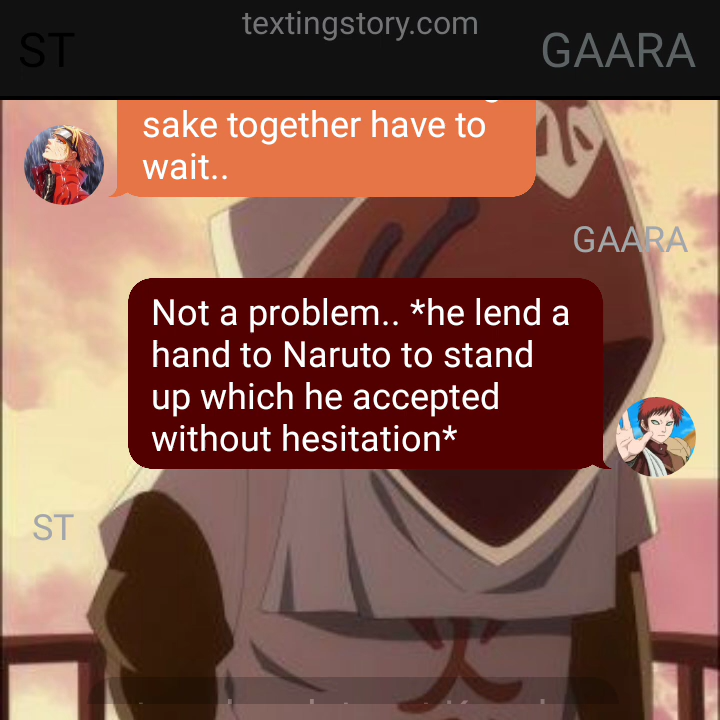 textingstory.com
ST
GAARA
sake together have to
wait..
GAARA
Not a problem.. *he lend a
hand to Naruto to stand
up which he accepted
without hesitation*
ST
火